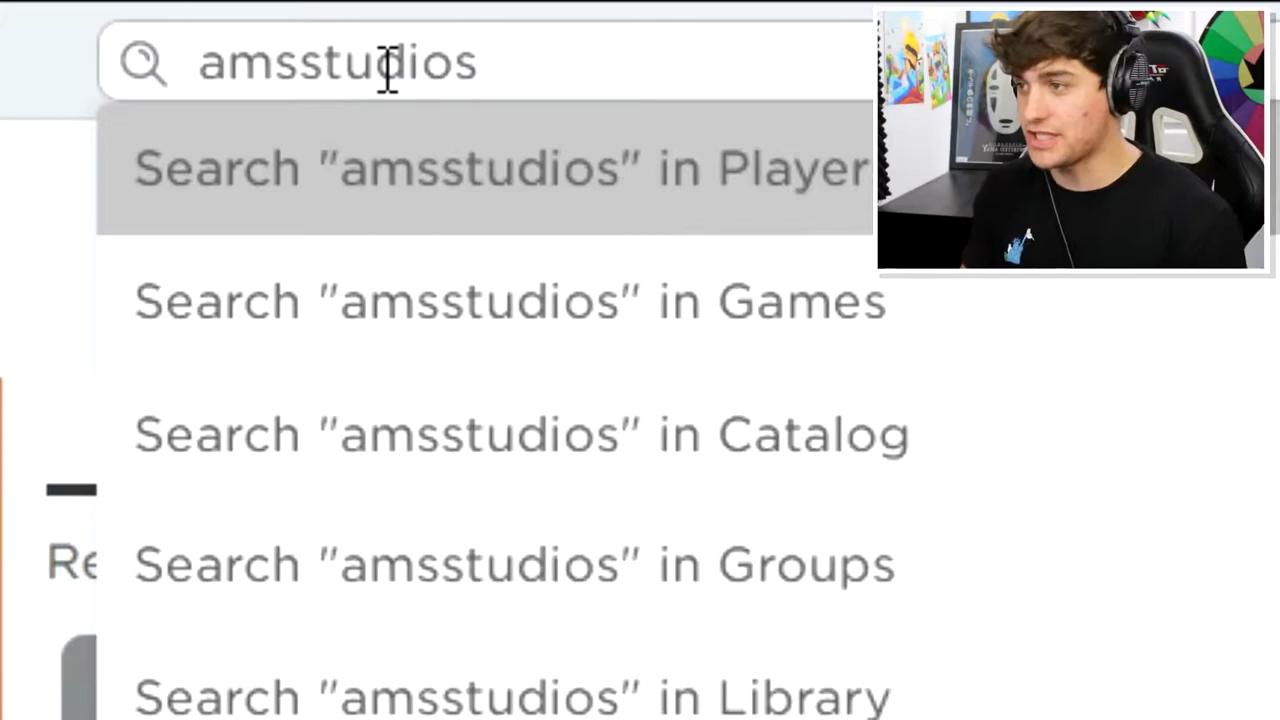 amsstudios
Search "amsstudios" in Player
Search "amsstudios" in Games
Search "amsstudios" in Catalog
Search "amsstudios" in Groups
Re
Search "amsstudios" in Library